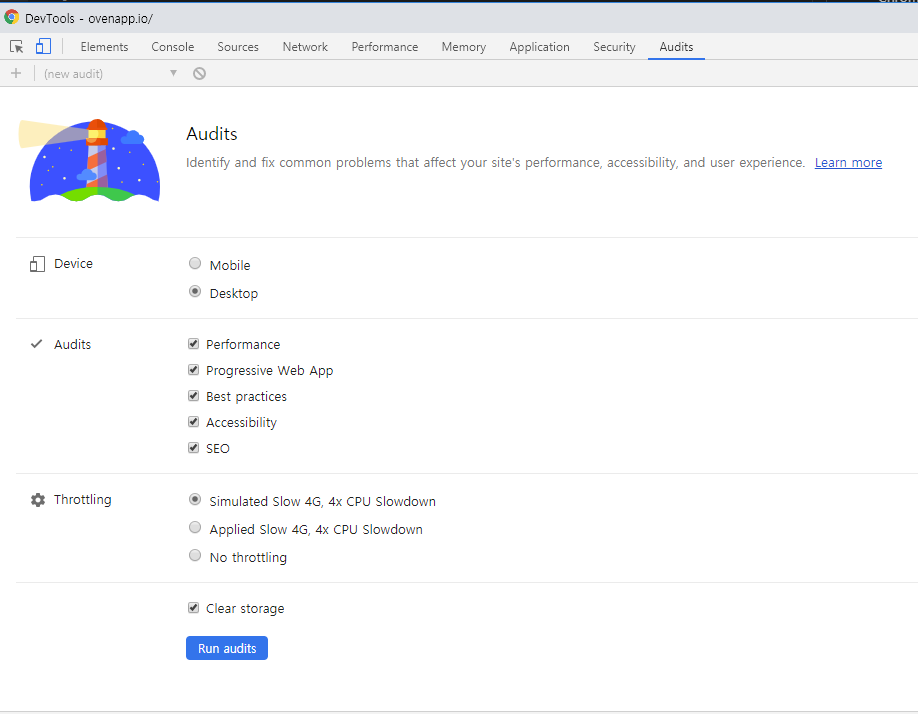 DevTools - ovenapp.io/
Elements Console Sources Network Performance Memory Application Security Audits
(new audit)
Audits
Identify and fix common problems that affect your site's performance, accessibility, and user experience. Learn more
Device
Mobile
Desktop
Audits
Performance
Progressive Web App
Best practices
Accessibility
SEO
Throttling
Simulated Slow 4G, 4x CPU Slowdown
Applied Slow 4G, 4x CPU Slowdown
No throttling
Clear storage
Run audits